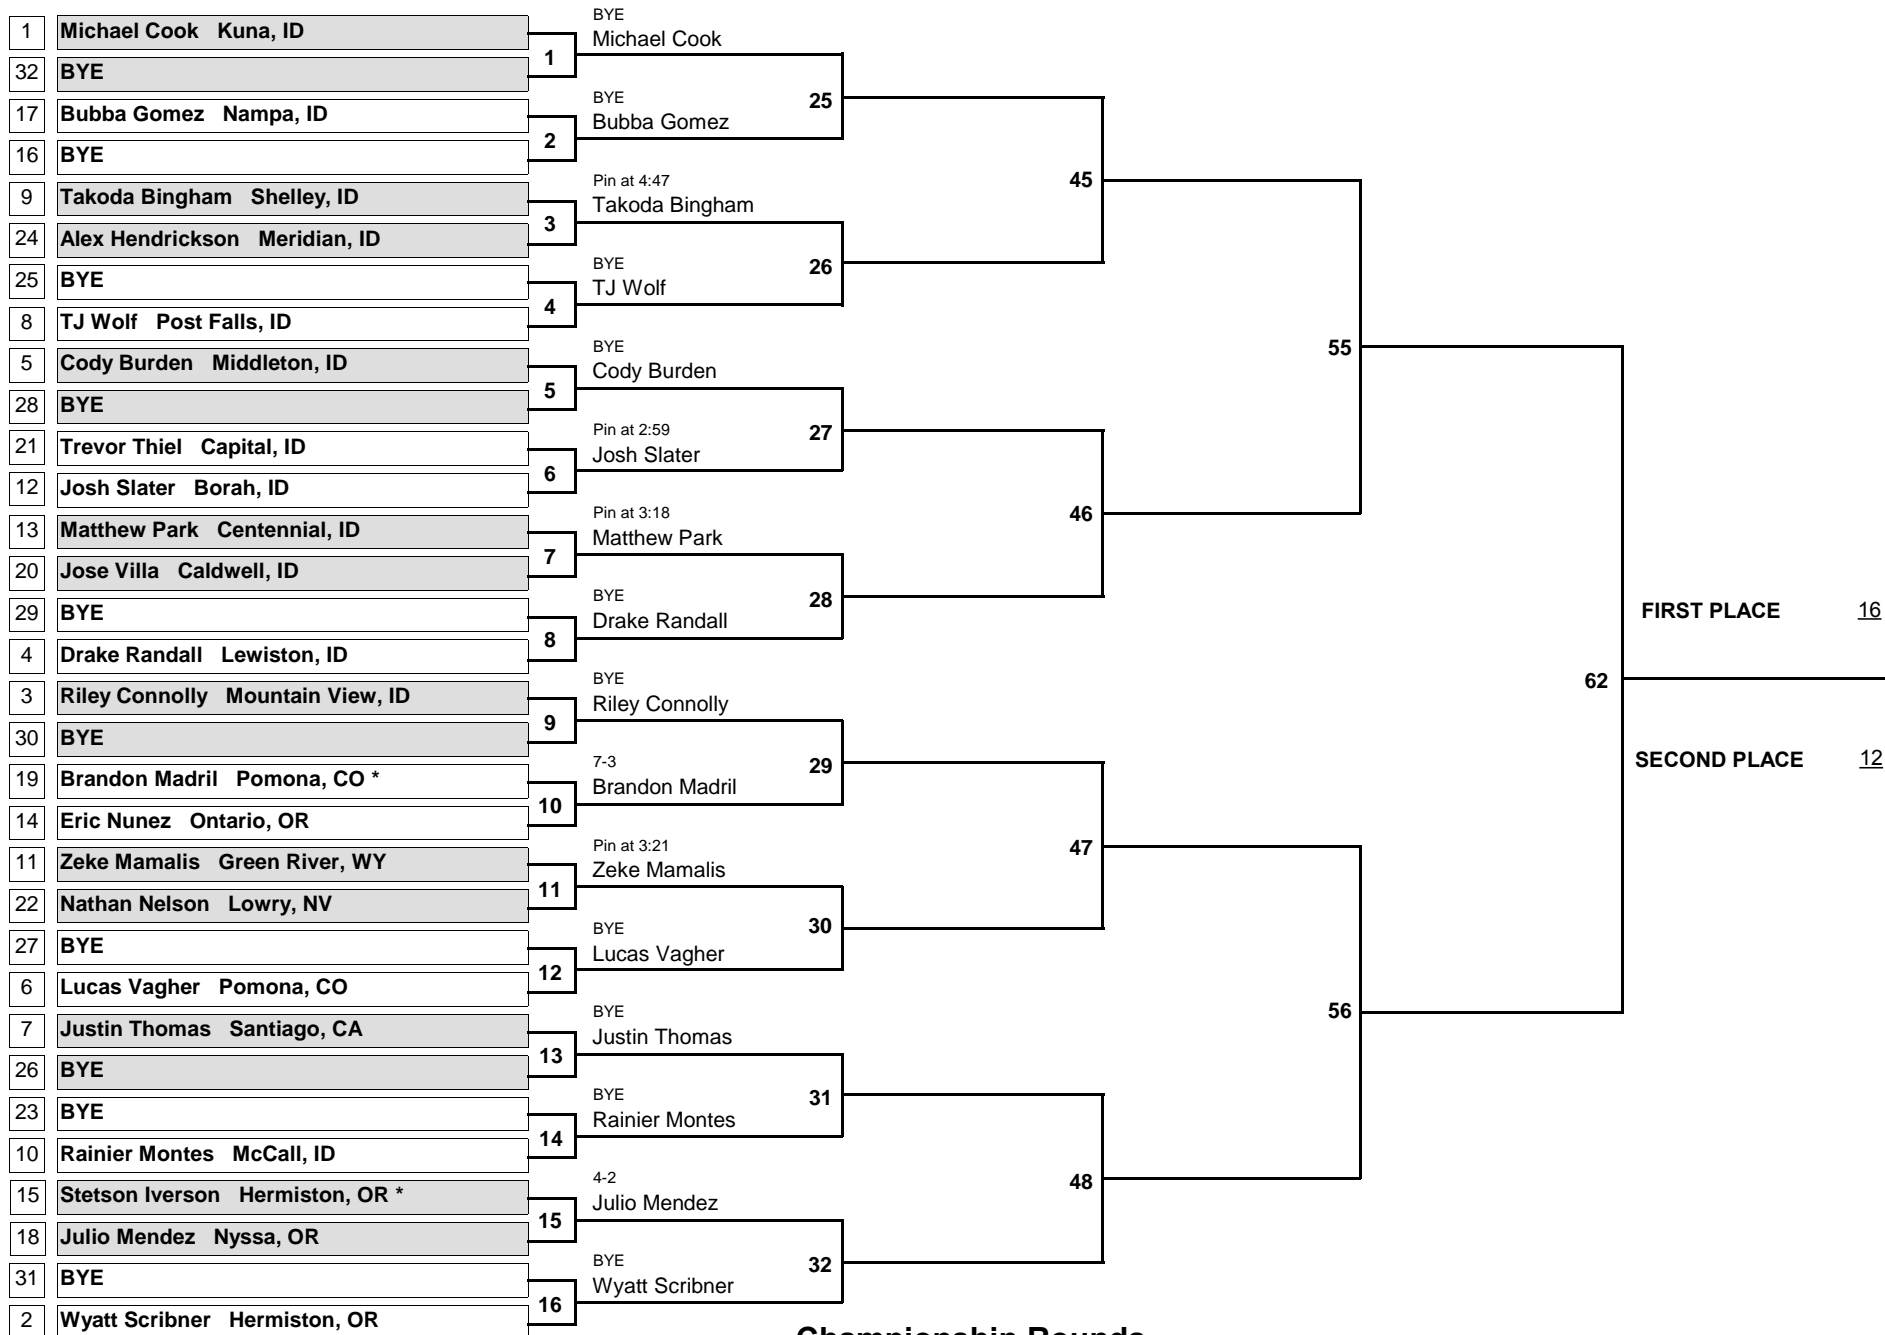 1 Michael Cook Kuna, ID
32 BYE
17 Bubba Gomez Nampa, ID
16 BYE
9 Takoda Bingham Shelley, ID
24 Alex Hendrickson Meridian, ID
25 BYE
8 TJ Wolf Post Falls, ID
5 Cody Burden Middleton, ID
28 BYE
21 Trevor Thiel Capital, ID
12 Josh Slater Borah, ID
13 Matthew Park Centennial, ID
20 Jose Villa Caldwell, ID
29 BYE
4 Drake Randall Lewiston, ID
3 Riley Connolly Mountain View, ID
30 BYE
19 Brandon Madril Pomona, CO *
14 Eric Nunez Ontario, OR
11 Zeke Mamalis Green River, WY
22 Nathan Nelson Lowry, NV
27 BYE
6 Lucas Vagher Pomona, CO
7 Justin Thomas Santiago, CA
26 BYE
23 BYE
10 Rainier Montes McCall, ID
15 Stetson Iverson Hermiston, OR *
18 Julio Mendez Nyssa, OR
31 BYE
2 Wyatt Scribner Hermiston, OR
1
2
3
4
5
6
7
8
9
10
11
12
13
14
15
16
BYE
Michael Cook
BYE
Bubba Gomez
Pin at 4:47
Takoda Bingham
BYE
TJ Wolf
BYE
Cody Burden
Pin at 2:59
Josh Slater
Pin at 3:18
Matthew Park
BYE
Drake Randall
BYE
Riley Connolly
7-3
Brandon Madril
Pin at 3:21
Zeke Mamalis
BYE
Lucas Vagher
BYE
Justin Thomas
BYE
Rainier Montes
4-2
Julio Mendez
BYE
Wyatt Scribner
25
26
27
28
29
30
31
32
45
46
47
48
55
56
62
FIRST PLACE 16
SECOND PLACE 12
Championship Rounds